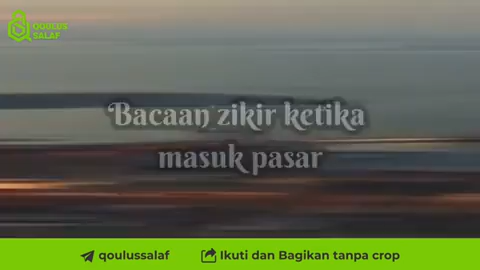 QOULUS
SALAF
Bacaan zikir ketika
masuk pasar
qoulussalaf
Ikuti dan Bagikan tanpa crop